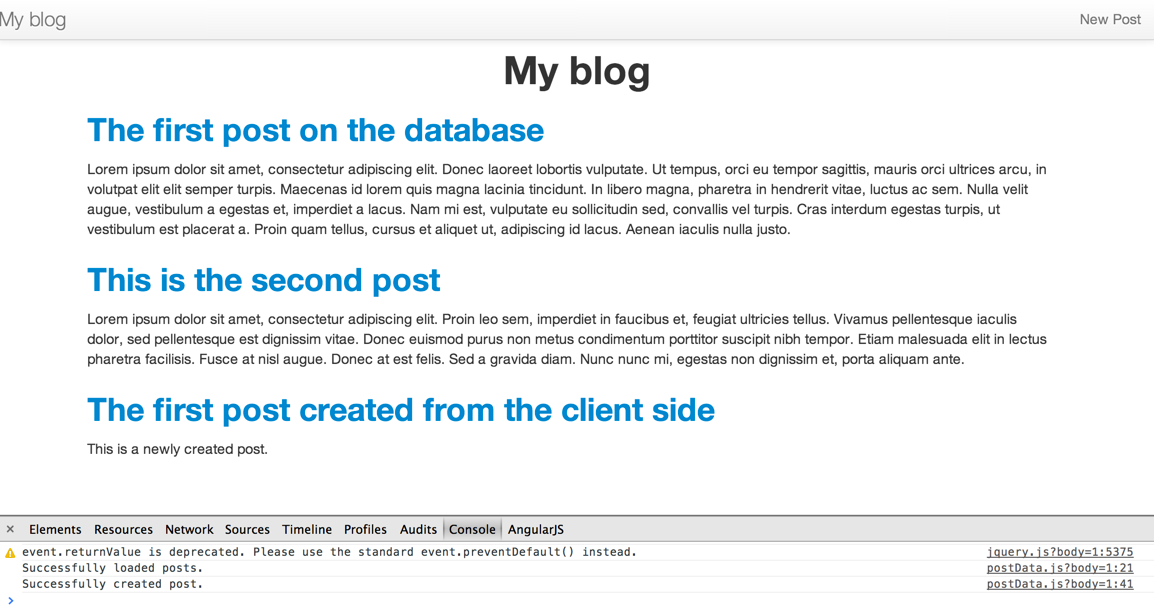 My blog
New Post
My blog
The first post on the database
Lorem ipsum dolor sit amet, consectetur adipiscing elit. Donec laoreet lobortis vulputate. Ut tempus, orci eu tempor sagittis, mauris orci ultrices arcu, in
volutpat elit elit semper turpis. Maecenas id lorem quis magna lacinia tincidunt. In libero magna, pharetra in hendrerit vitae, luctus ac sem. Nulla velit
augue, vestibulum a egestas et, imperdiet a lacus. Nam mi est, vulputate eu sollicitudin sed, convallis vel turpis. Cras interdum egestas turpis, ut
vestibulum est placerat a. Proin quam tellus, cursus et aliquet ut, adipiscing id lacus. Aenean iaculis nulla justo.
This is the second post
Lorem ipsum dolor sit amet, consectetur adipiscing elit. Proin leo sem, imperdiet in faucibus et, feugiat ultricies tellus. Vivamus pellentesque iaculis
dolor, sed pellentesque est dignissim vitae. Donec euismod purus non metus condimentum porttitor suscipit nibh tempor. Etiam malesuada elit in lectus
pharetra facilisis. Fusce at nisl augue. Donec at est felis. Sed a gravida diam. Nunc nunc mi, egestas non dignissim et, porta aliquam ante.
The first post created from the client side
This is a newly created post.
× Elements Resources Network Sources Timeline Profiles Audits Console AngularJS
event.returnValue is deprecated. Please use the standard event.preventDefault() instead. jquery.js?body=1:5375
Successfully loaded posts. postData.js?body=1:21
Successfully created post. postData.js?body=1:41
>